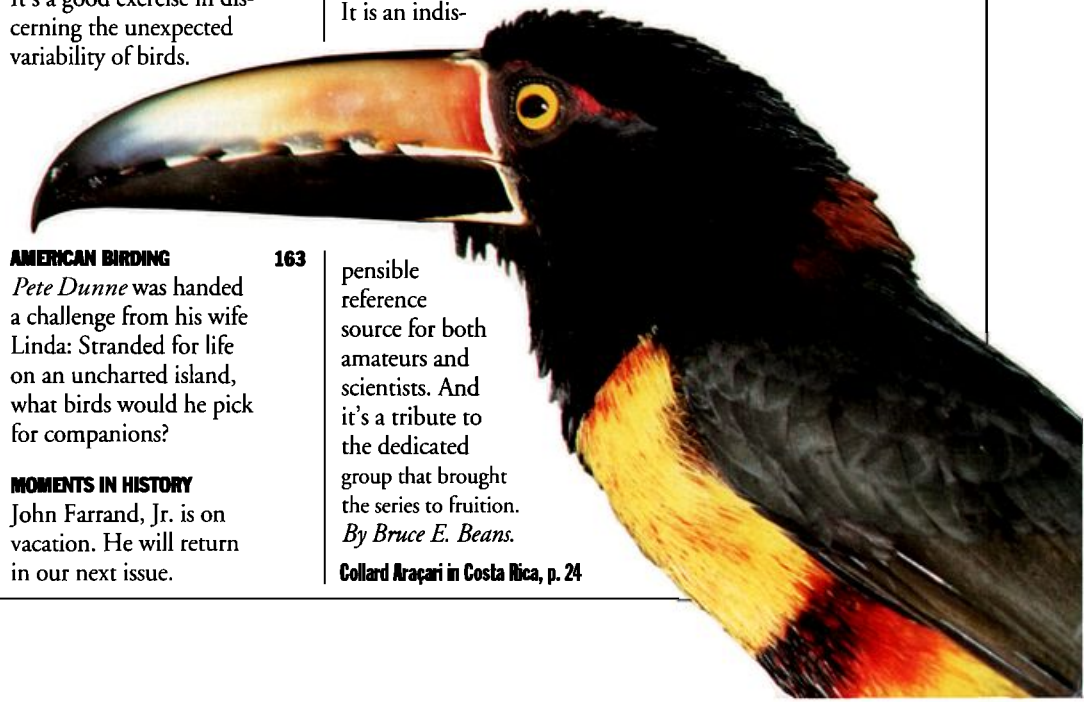 It's a good exercise in dis-
cerning the unexpected
variability of birds.
AMERICAN BIRDING 163
Pete Dunne was handed
a challenge from his wife
Linda: Stranded for life
on an uncharted island,
what birds would he pick
for companions?
MOMENTS IN HISTORY
John Farrand, Jr. is on
vacation. He will return
in our next issue.
It is an indis-
pensible
reference
source for both
amateurs and
scientists. And
it's a tribute to
the dedicated
group that brought
the series to fruition.
By Bruce E. Beans.
Collard Araçari in Costa Rica, p. 24